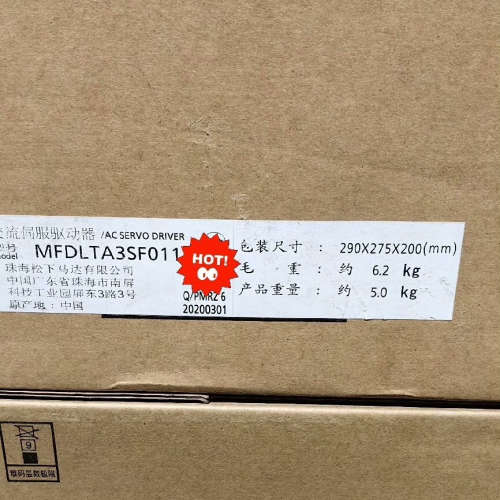 交流伺服驱动器 /AC SERVO DRIVER
型号
Model MFDLTA3SF011
珠海松下马达有限公司
中国广东省珠海市南屏
科技工业园屏东3路3号
原产地: 中国
HOT!
Q/PMRZ 6
20200301
包装尺寸 : 290X275X200(mm)
毛 重 : 约 6.2 kg
产品重量 : 约 5.0 kg
9
堆码层数极限